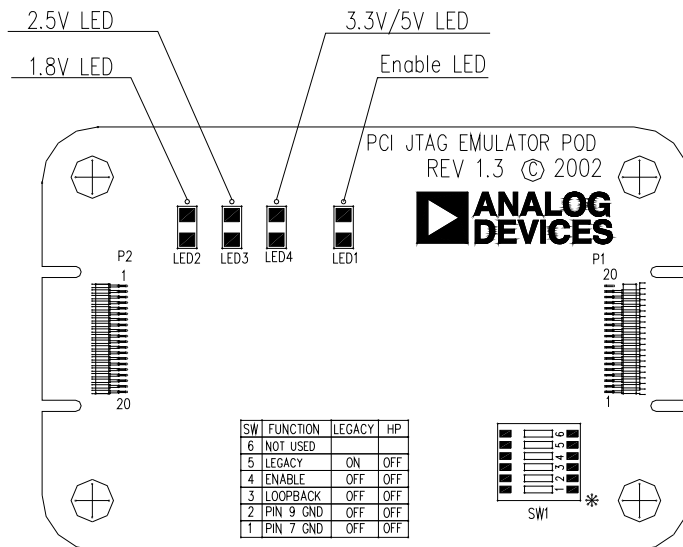 2.5V LED
3.3V/5V LED
1.8V LED
Enable LED
PCI JTAG EMULATOR POD
REV 1.3 © 2002
ANALOG
DEVICES
LED2 LED3 LED4 LED1
P2
1
20
P1
20
1
SW FUNCTION LEGACY HP
6 NOT USED
5 LEGACY ON OFF
4 ENABLE OFF OFF
3 LOOPBACK OFF OFF
2 PIN 9 GND OFF OFF
1 PIN 7 GND OFF OFF
6
5
4
3
2
1
SW1